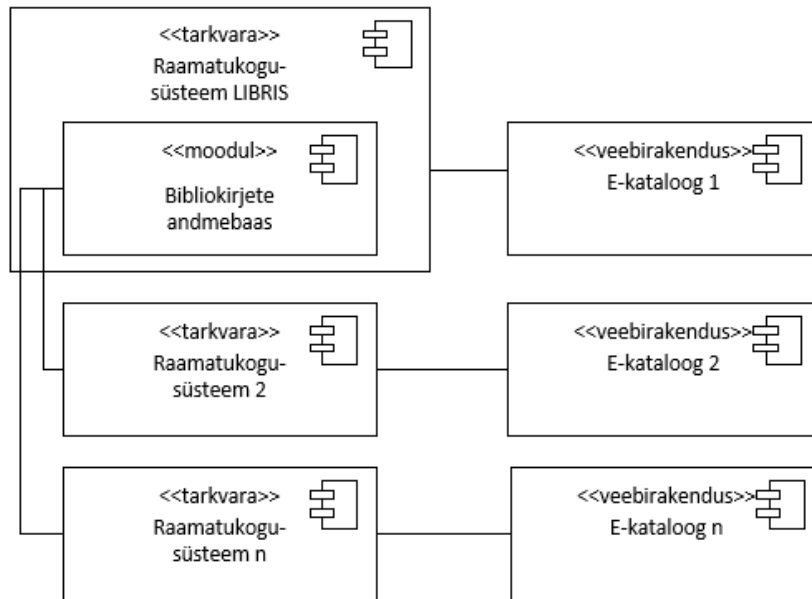 <<tarkvara>>
Raamatukogu-
süsteem LIBRIS
<<moodul>>
Bibliokirjete
andmebaas
<<veebirakendus>>
E-kataloog 1
<<tarkvara>>
Raamatukogu-
süsteem 2
<<veebirakendus>>
E-kataloog 2
<<tarkvara>>
Raamatukogu-
süsteem n
<<veebirakendus>>
E-kataloog n